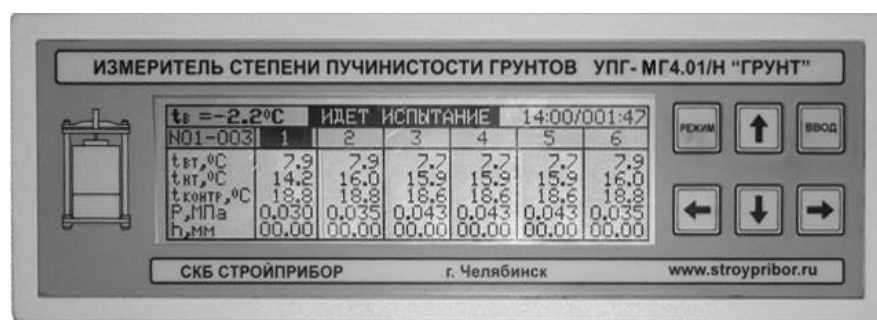 ИЗМЕРИТЕЛЬ СТЕПЕНИ ПУЧИНИСТОСТИ ГРУНТОВ УПГ- МГ4.01/Н "ГРУНТ"
tв =-2.2ºC ИДЕТ ИСПЫТАНИЕ 14:00/001:47
N01-003 1 2 3 4 5 6
tвт,ºC 7.9 7.9 7.7 7.7 7.7 7.9
tнт,ºC 14.2 16.0 15.9 15.9 15.9 16.0
tконтр,ºC 18.8 18.8 18.6 18.6 18.6 18.8
P,МПа 0.030 0.035 0.043 0.043 0.043 0.035
h,мм 00.00 00.00 00.00 00.00 00.00 00.00
РЕЖИМ ВВОД
СКБ СТРОЙПРИБОР г. Челябинск www.stroypribor.ru